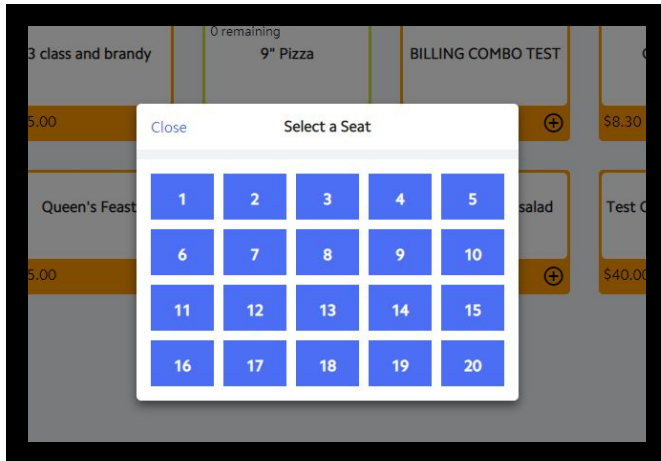 0 remaining
3 class and brandy
9" Pizza
BILLING COMBO TEST
5.00
$8.30
Close
Select a Seat
1 2 3 4 5
Queen's Feast
salad
Test
6 7 8 9 10
5.00
$40.00
11 12 13 14 15
16 17 18 19 20